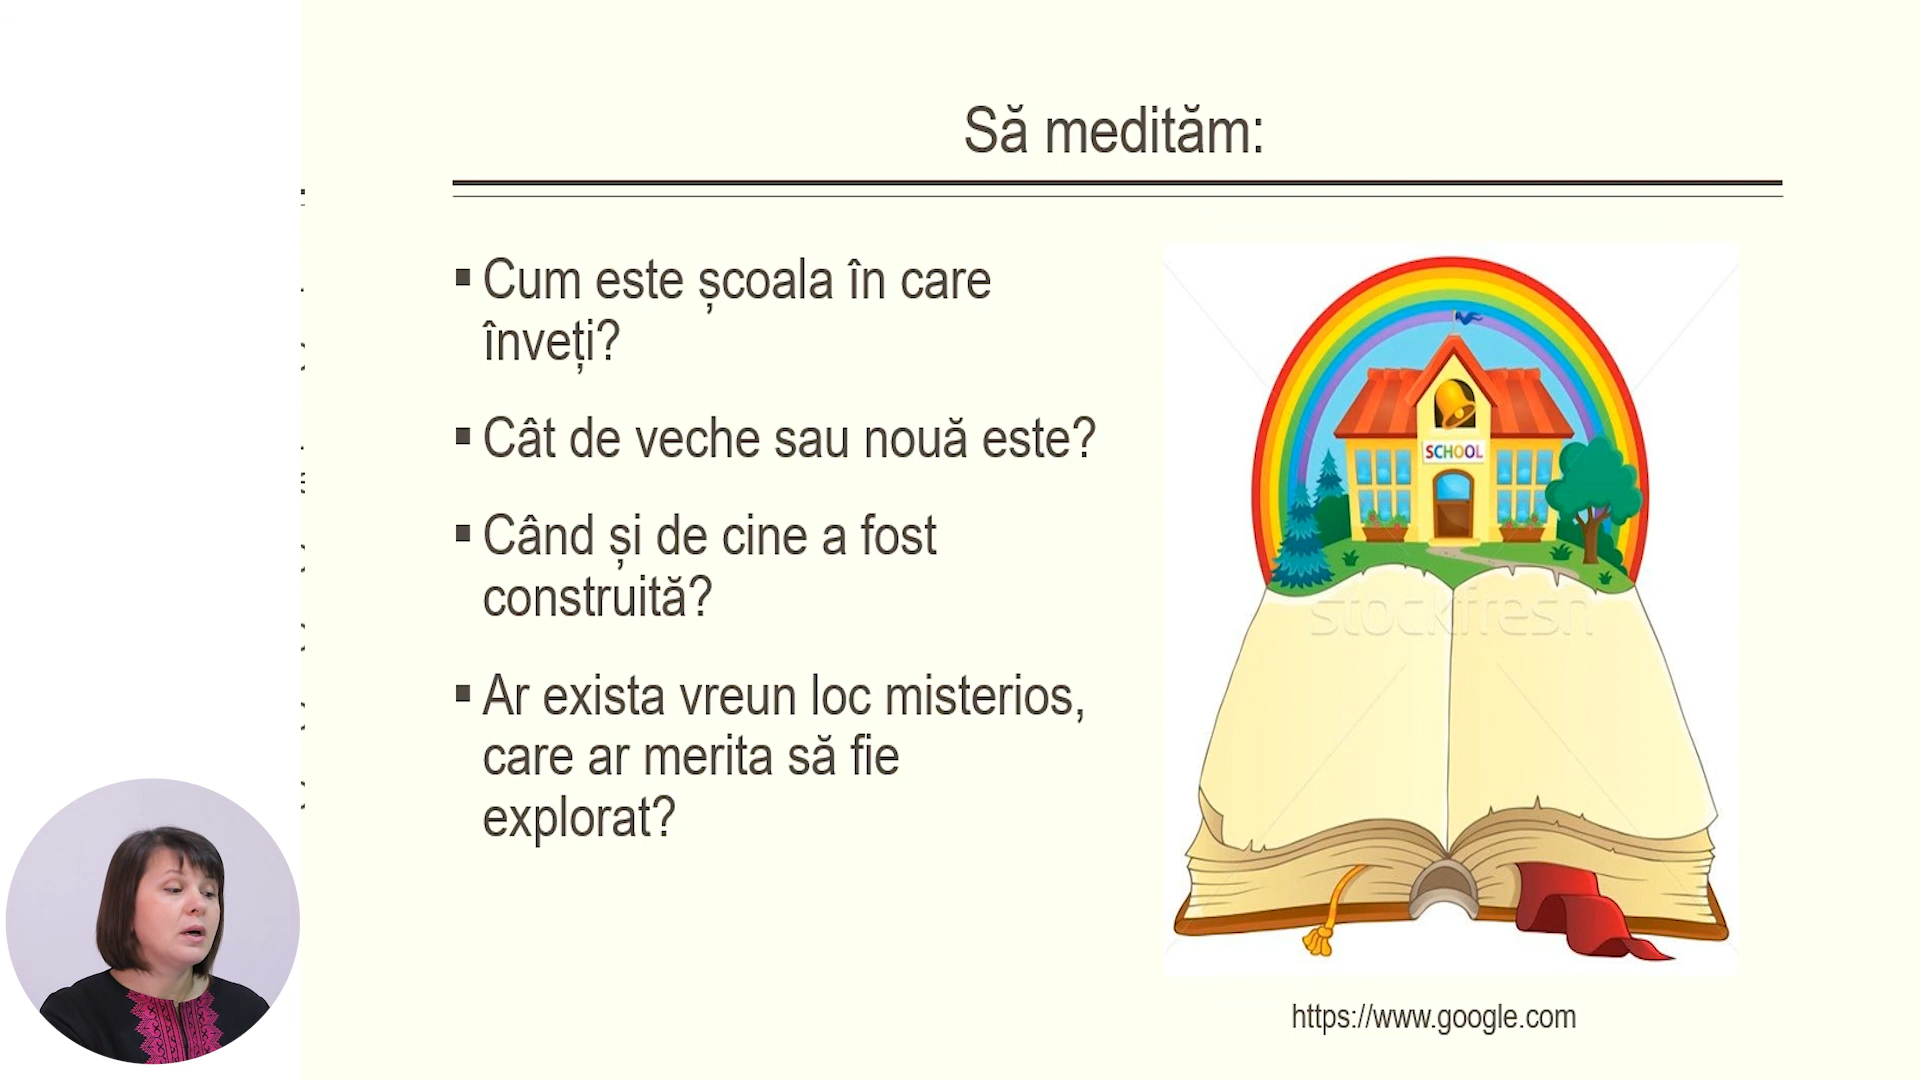 Să medităm:
▪ Cum este școala în care
înveți?
▪ Cât de veche sau nouă este?
▪ Când și de cine a fost
construită?
▪ Ar exista vreun loc misterios,
care ar merita să fie
explorat?
SCHOOL
stockfresh
https://www.google.com